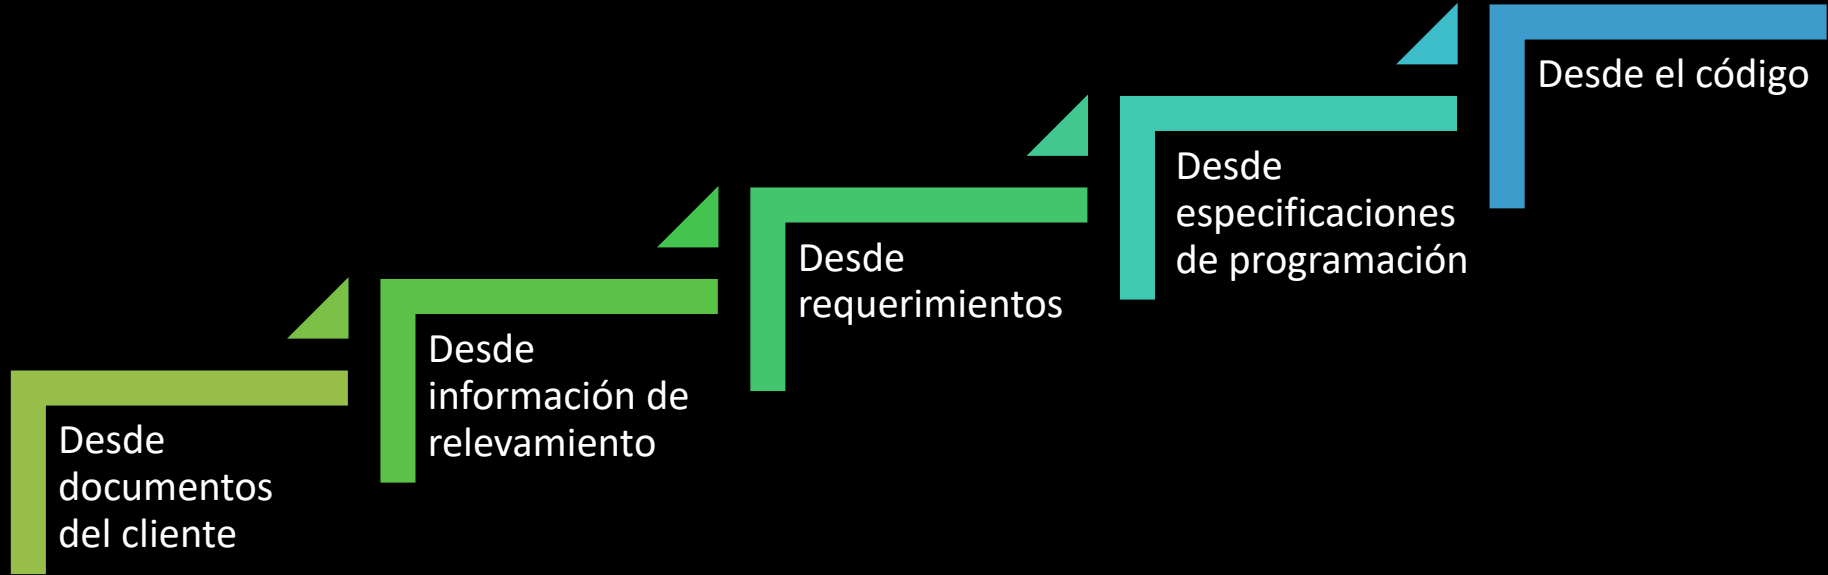 Desde
documentos
del cliente
Desde
información de
relevamiento
Desde
requerimientos
Desde
especificaciones
de programación
Desde el código